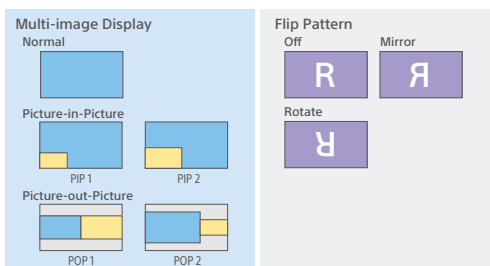 Multi-image Display
Normal
Picture-in-Picture
PIP 1 PIP 2
Picture-out-Picture
POP 1 POP 2
Flip Pattern
Off Mirror
R Я
Rotate
R